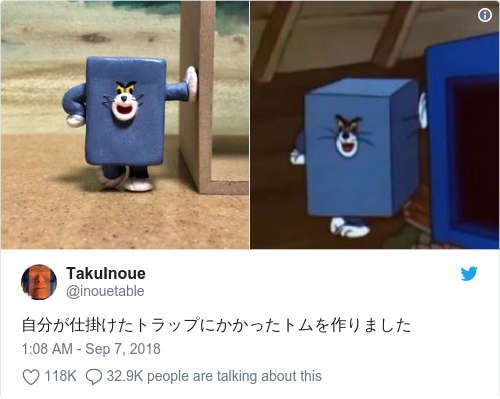 TakuInoue
@inouetable
自分が仕掛けたトラップにかかったトムを作りました
1:08 AM - Sep 7, 2018
118K 32.9K people are talking about this